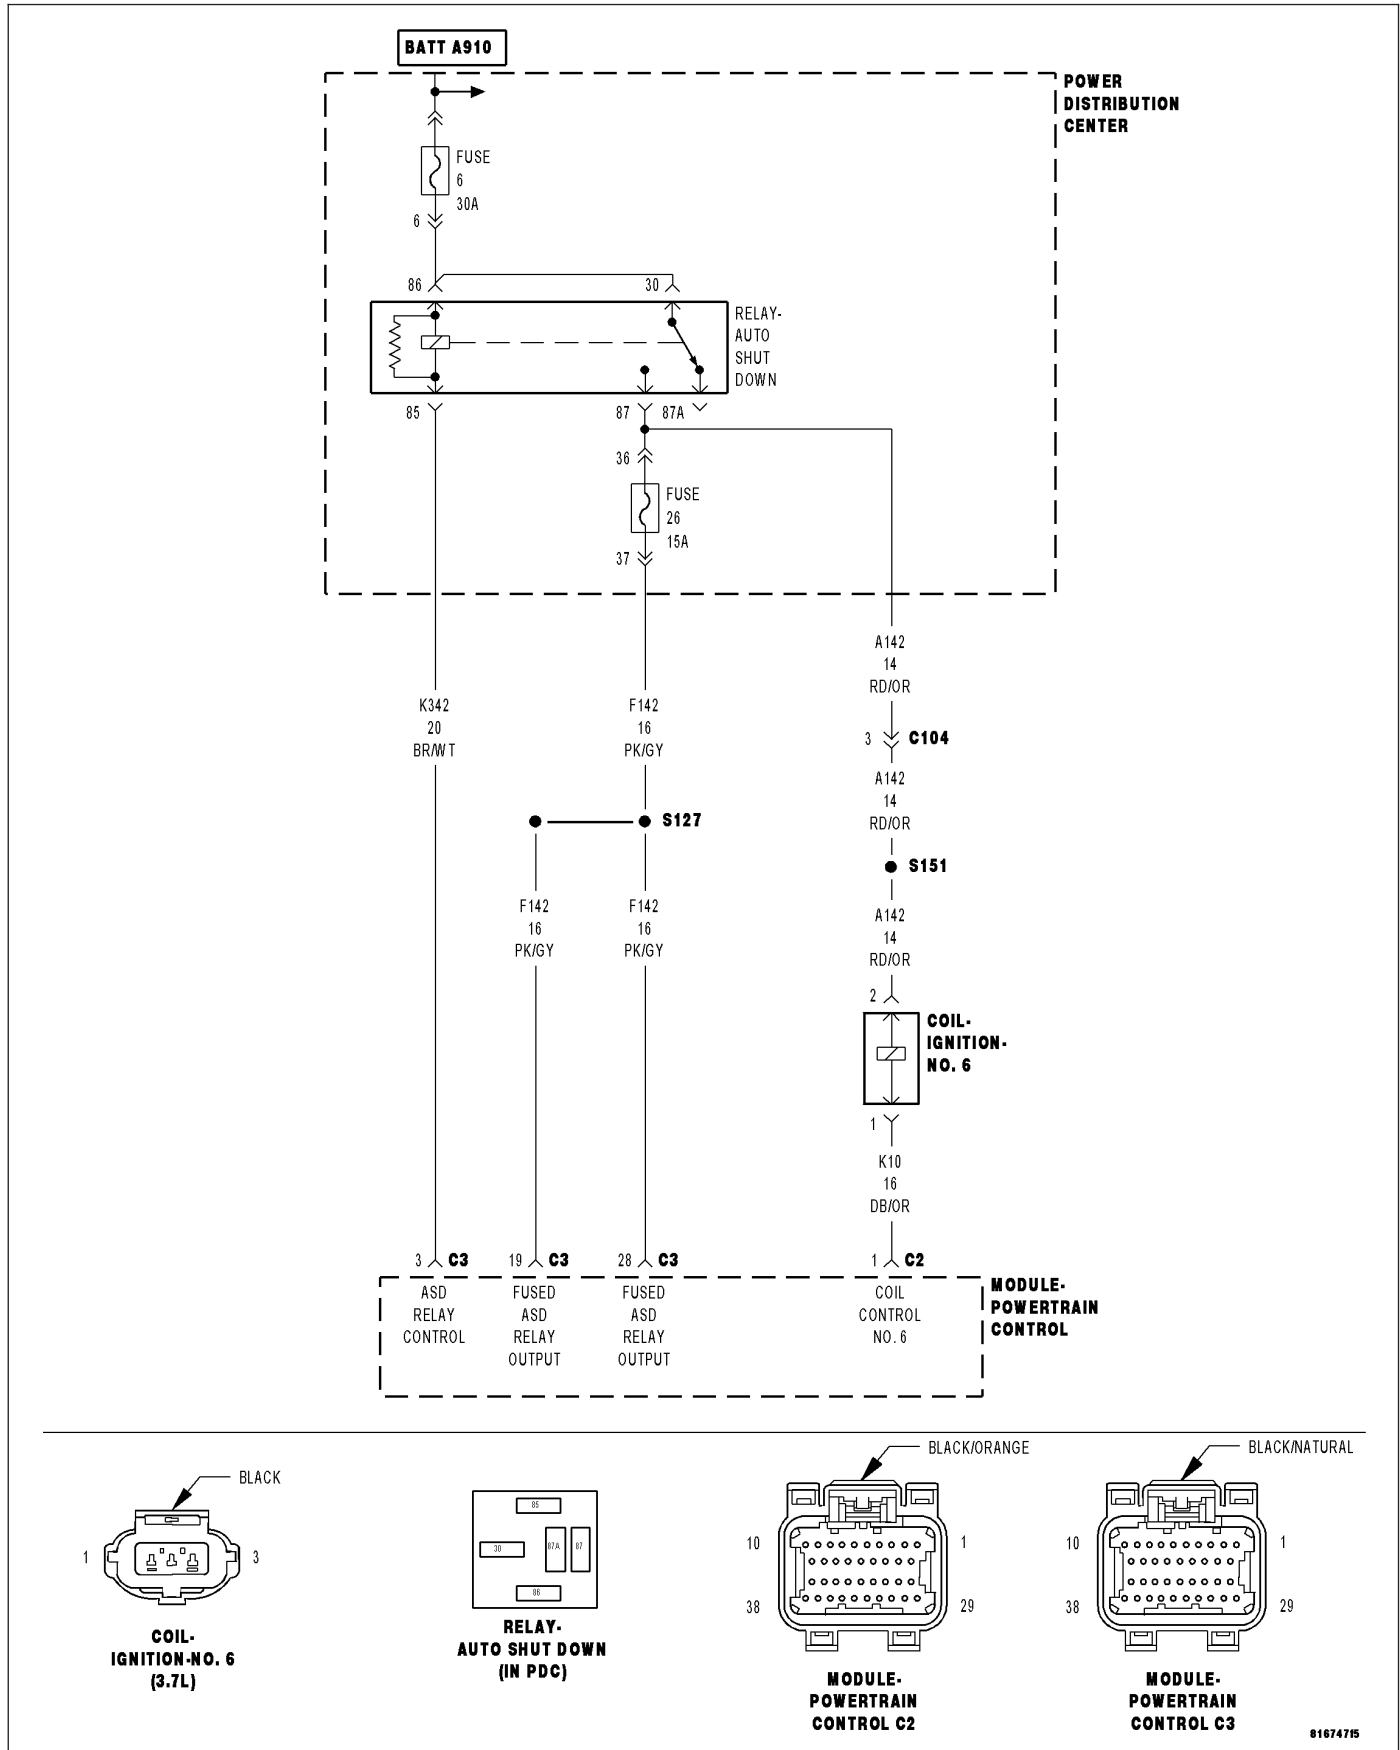 BATT A910
POWER
DISTRIBUTION
CENTER
FUSE
6
30A
6
86
30
RELAY-
AUTO
SHUT
DOWN
85
87
87A
36
FUSE
26
15A
37
A142
14
RD/OR
K342
20
BR/WT
F142
16
PK/GY
3
C104
A142
14
RD/OR
S127
S151
F142
16
PK/GY
F142
16
PK/GY
A142
14
RD/OR
2
COIL-
IGNITION-
NO. 6
1
K10
16
DB/OR
3 C3
19 C3
28 C3
1 C2
ASD
RELAY
CONTROL
FUSED
ASD
RELAY
OUTPUT
FUSED
ASD
RELAY
OUTPUT
COIL
CONTROL
NO. 6
MODULE-
POWERTRAIN
CONTROL
BLACK
1
3
COIL-
IGNITION-NO. 6
(3.7L)
85
30
87A
87
86
RELAY-
AUTO SHUT DOWN
(IN PDC)
BLACK/ORANGE
10
1
38
29
MODULE-
POWERTRAIN
CONTROL C2
BLACK/NATURAL
10
1
38
29
MODULE-
POWERTRAIN
CONTROL C3
81674715